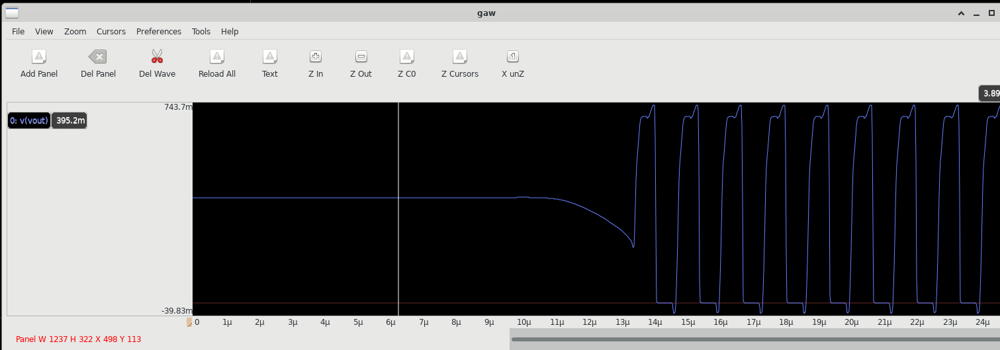 gaw
File View Zoom Cursors Preferences Tools Help
Add Panel Del Panel Del Wave Reload All Text Z In Z Out Z C0 Z Cursors X unZ
3.89
743.7m
0: v(vout) 395.2m
-39.83m
0 1μ 2μ 3μ 4μ 5μ 6μ 7μ 8μ 9μ 10μ 11μ 12μ 13μ 14μ 15μ 16μ 17μ 18μ 19μ 20μ 21μ 22μ 23μ 24μ
Panel W 1237 H 322 X 498 Y 113